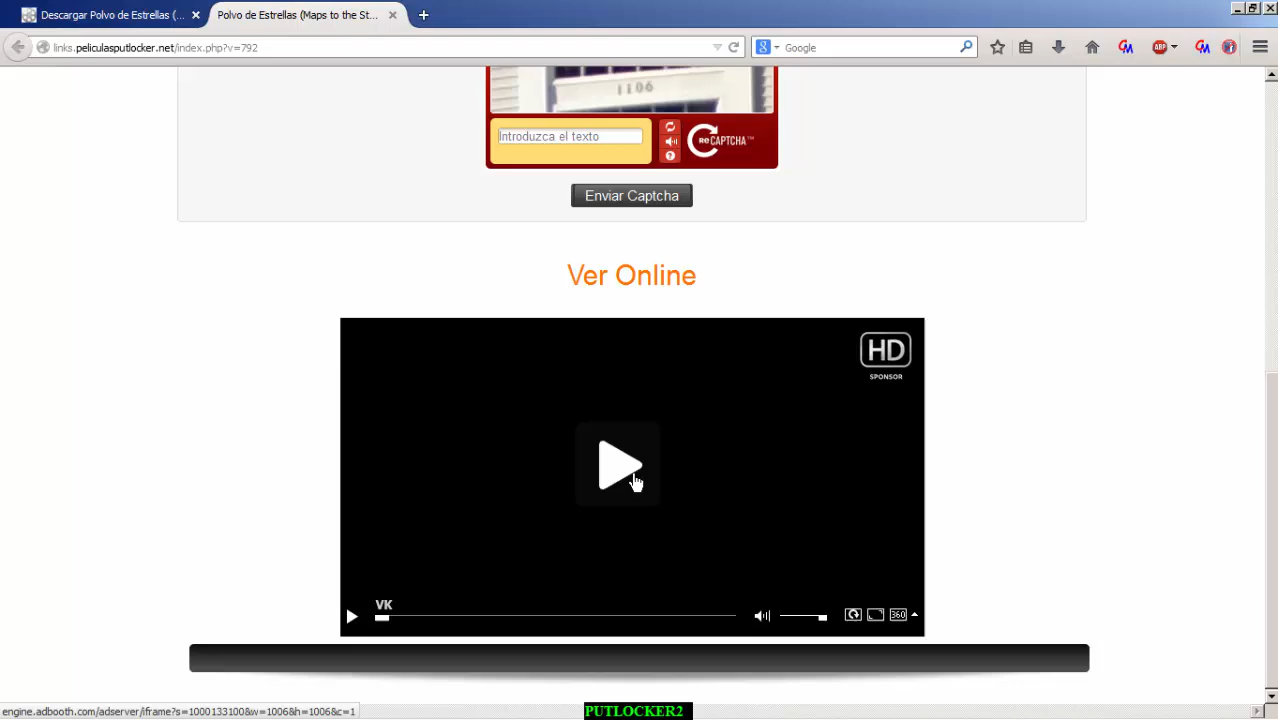 Descargar Polvo de Estrellas (...
Polvo de Estrellas (Maps to the St...
links.peliculasputlocker.net/index.php?v=792
Google
ABP
1106
Introduzca el texto
reCAPTCHA™
Enviar Captcha
Ver Online
HD
SPONSOR
VK
360
engine.adbooth.com/adserver/iframe?s=1000133100&w=1006&h=1006&c=1
PUTLOCKER2